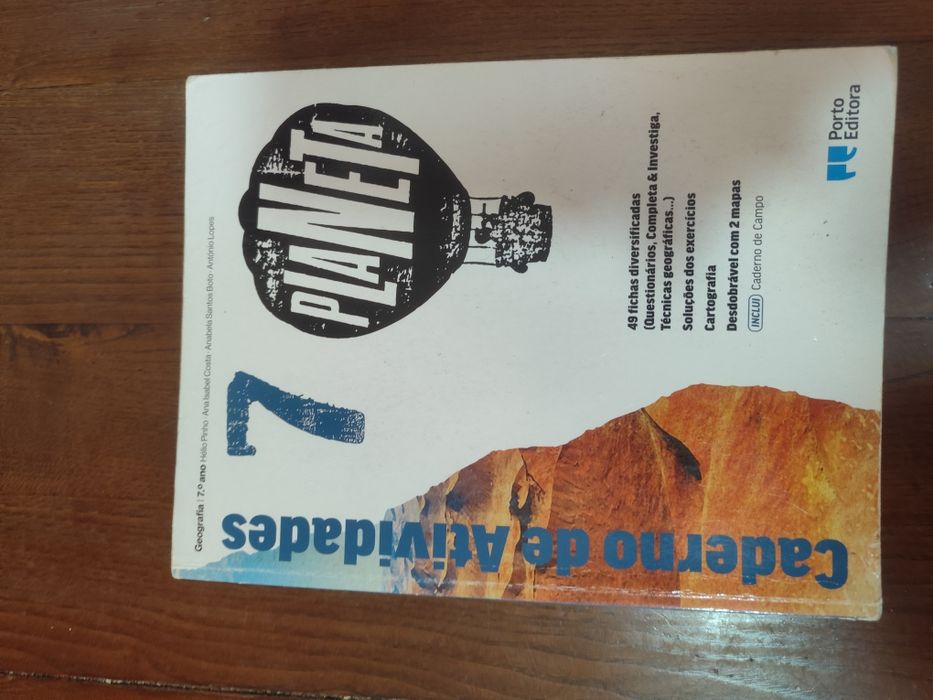 Geografia | 7.º ano Hélio Pinho · Ana Isabel Costa · Anabela Santos Boto · António Lopes
7
PLANETA
Caderno de Atividades
49 fichas diversificadas
(Questionários, Completa & Investiga,
Técnicas geográficas...)
Soluções dos exercícios
Cartografia
Desdobrável com 2 mapas
INCLUI Caderno de Campo
Porto
Editora